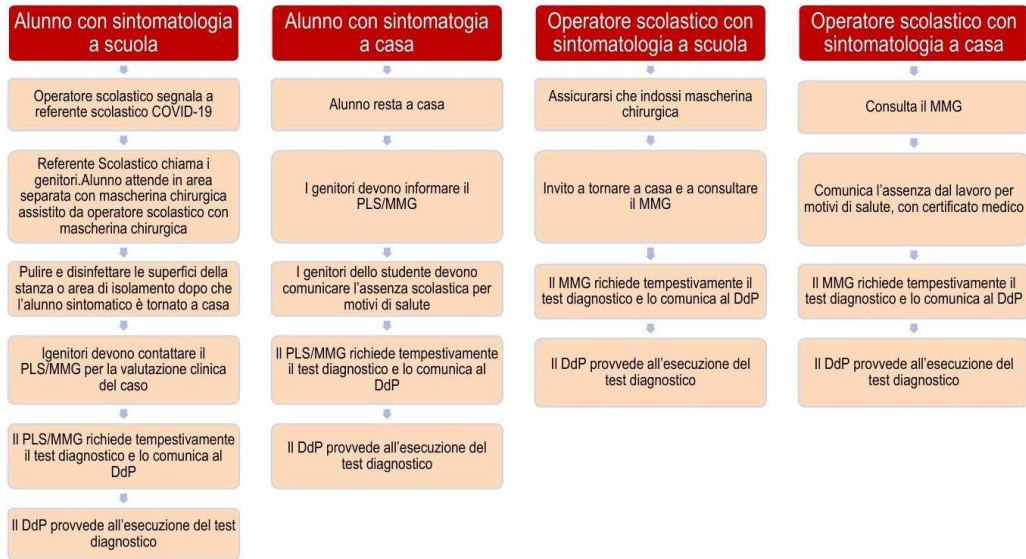 Alunno con sintomatologia
a scuola
Operatore scolastico segnala a
referente scolastico COVID-19
Referente Scolastico chiama i
genitori.Alunno attende in area
separata con mascherina chirurgica
assistito da operatore scolastico con
mascherina chirurgica
Pulire e disinfettare le superfici della
stanza o area di isolamento dopo che
l'alunno sintomatico è tornato a casa
Igenitori devono contattare il
PLS/MMG per la valutazione clinica
del caso
Il PLS/MMG richiede tempestivamente
il test diagnostico e lo comunica al
DdP
Il DdP provvede all'esecuzione del test
diagnostico
Alunno con sintomatologia
a casa
Alunno resta a casa
I genitori devono informare il
PLS/MMG
I genitori dello studente devono
comunicare l'assenza scolastica per
motivi di salute
Il PLS/MMG richiede tempestivamente
il test diagnostico e lo comunica al
DdP
Il DdP provvede all'esecuzione del
test diagnostico
Operatore scolastico con
sintomatologia a scuola
Assicurarsi che indossi mascherina
chirurgica
Invito a tornare a casa e a consultare
il MMG
Il MMG richiede tempestivamente il
test diagnostico e lo comunica al DdP
Il DdP provvede all'esecuzione del
test diagnostico
Operatore scolastico con
sintomatologia a casa
Consulta il MMG
Comunica l'assenza dal lavoro per
motivi di salute, con certificato medico
Il MMG richiede tempestivamente il
test diagnostico e lo comunica al DdP
Il DdP provvede all'esecuzione del
test diagnostico